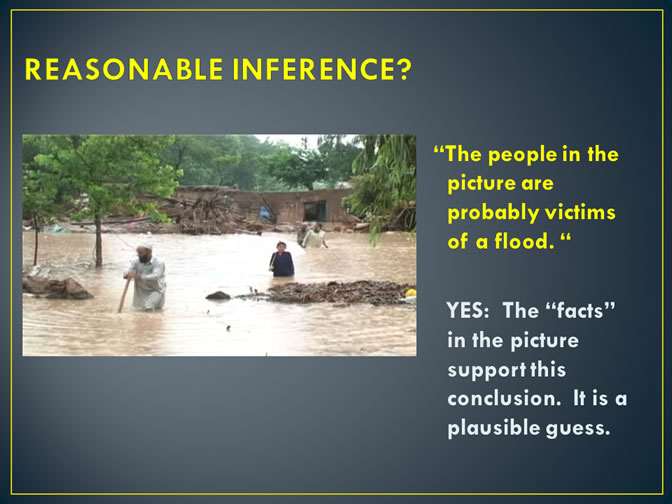 REASONABLE INFERENCE?
“The people in the
picture are
probably victims
of a flood. “
YES:  The “facts”
in the picture
support this
conclusion.  It is a
plausible guess.